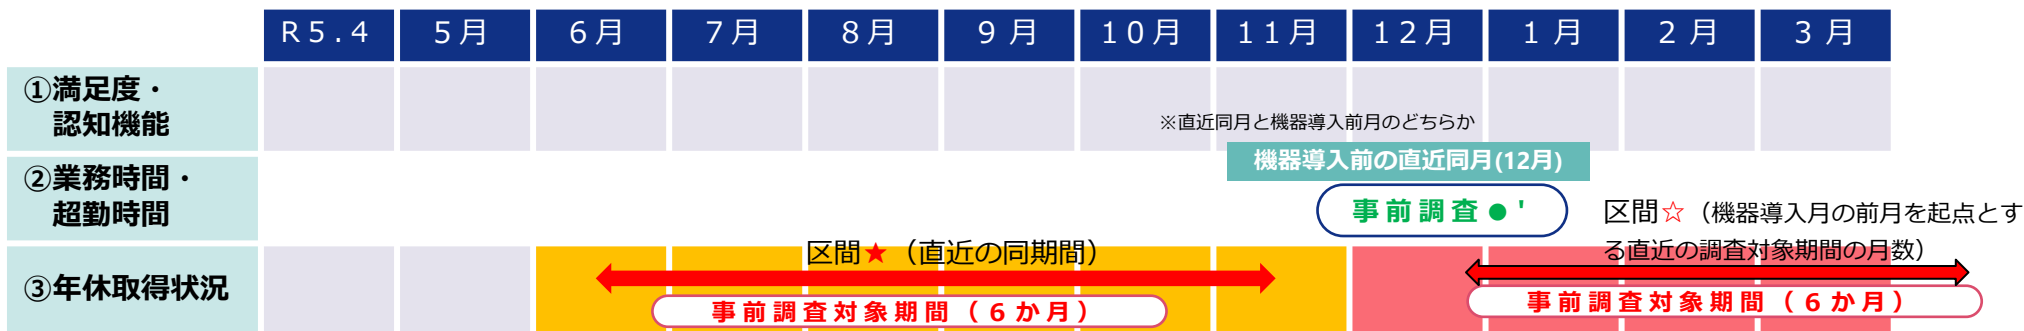 R5.4 5月 6月 7月 8月 9月 10月 11月 12月 1月 2月 3月
①満足度・
認知機能
※直近同月と機器導入前月のどちらか
機器導入前の直近同月(12月)
②業務時間・
超勤時間
事前調査●'
区間☆（機器導入月の前月を起点とす
る直近の調査対象期間の月数）
区間★（直近の同期間）
③年休取得状況
事前調査対象期間（6か月）
事前調査対象期間（6か月）